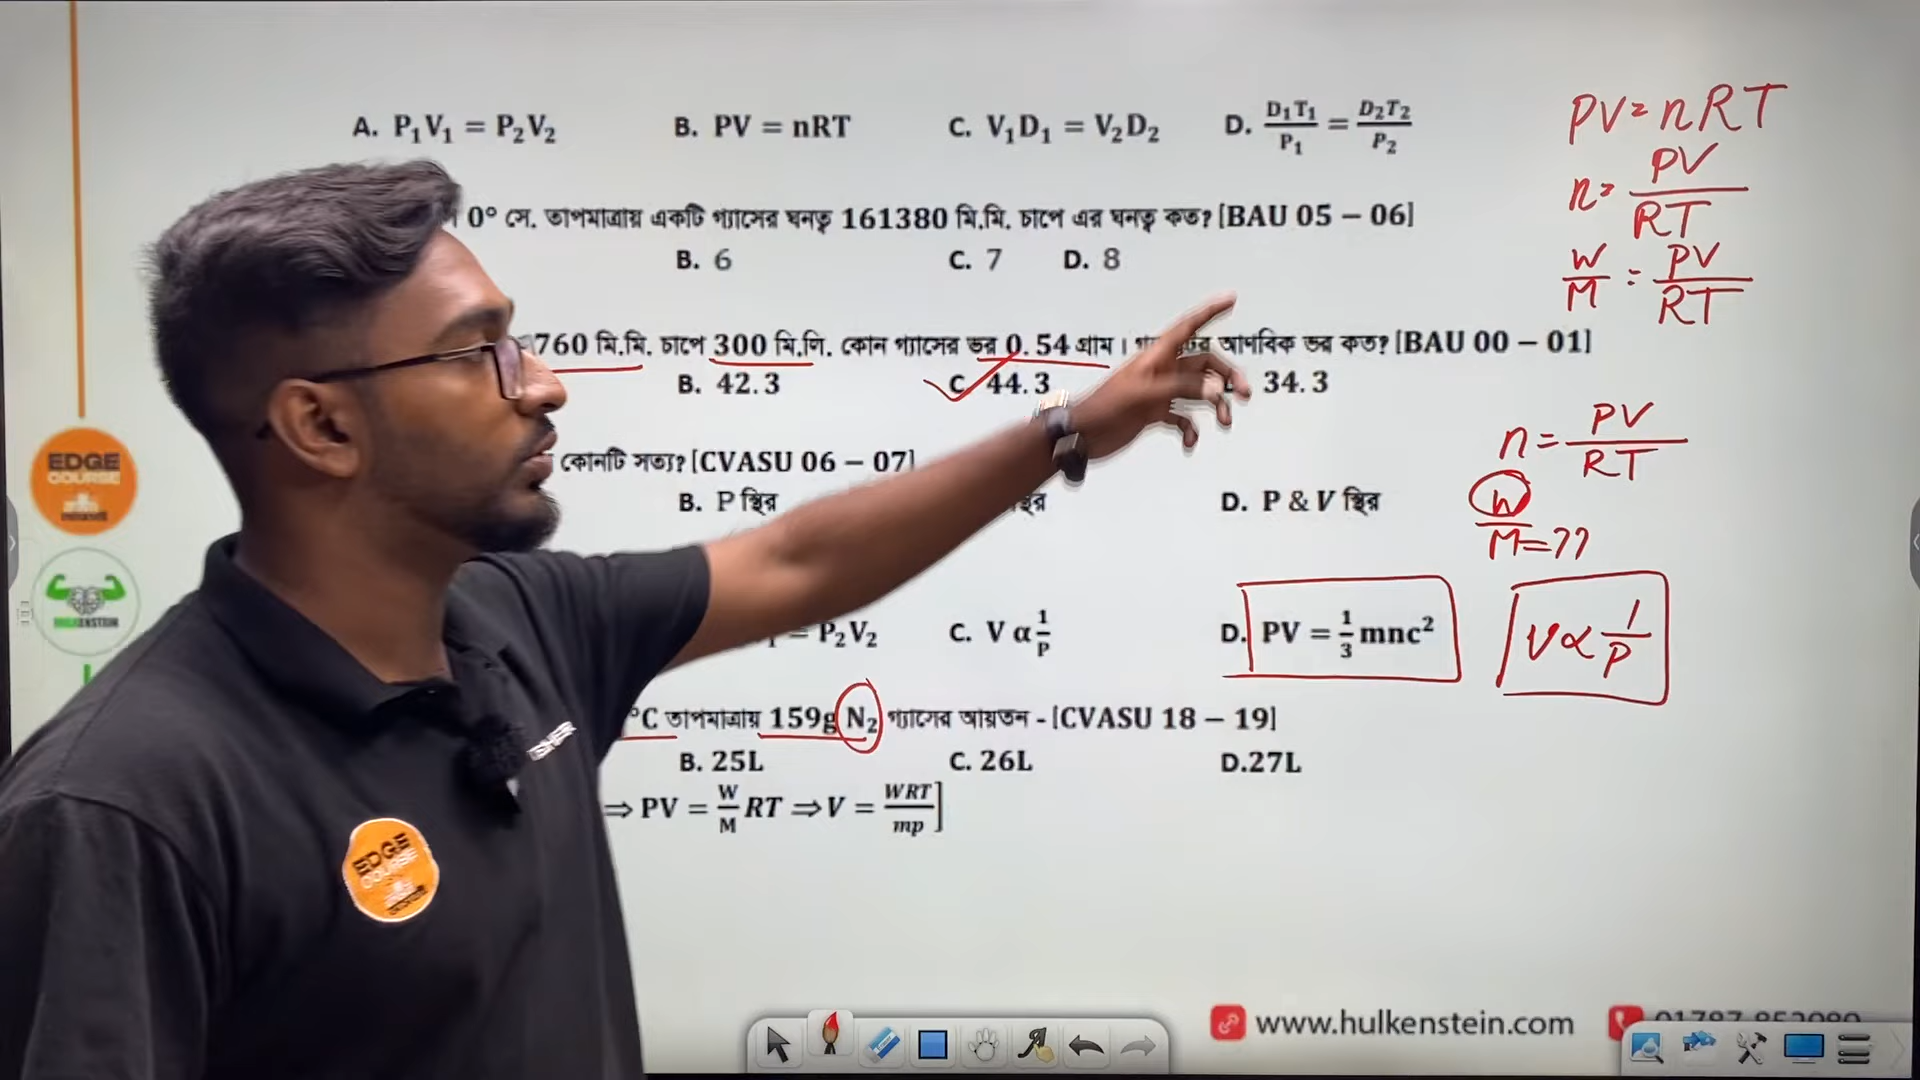 A. P₁V₁ = P₂V₂ B. PV = nRT C. V₁D₁ = V₂D₂ D. D₁T₁/P₁ = D₂T₂/P₂
0° সে. তাপমাত্রায় একটি গ্যাসের ঘনত্ব 161380 মি.মি. চাপে এর ঘনত্ব কত? [BAU 05 – 06]
B. 6 C. 7 D. 8
760 মি.মি. চাপে 300 মি.লি. কোন গ্যাসের ভর 0.54 গ্রাম। আণবিক ভর কত? [BAU 00 – 01]
B. 42.3 C. 44.3 34.3
কোনটি সত্য? [CVASU 06 – 07]
B. P স্থির D. P & V স্থির
= P₂V₂ C. V α 1/P D. PV = 1/3 mnc²
°C তাপমাত্রায় 159g N₂ গ্যাসের আয়তন - [CVASU 18 – 19]
B. 25L C. 26L D.27L
⇒ PV = W/M RT ⇒ V = WRT/mp]
PV = nRT
n = PV/RT
W/M = PV/RT
n = PV/RT
W/M = ??
V ∝ 1/P
EDGE
COURSE
HULKENSTEIN
EDGE
COURSE
www.hulkenstein.com